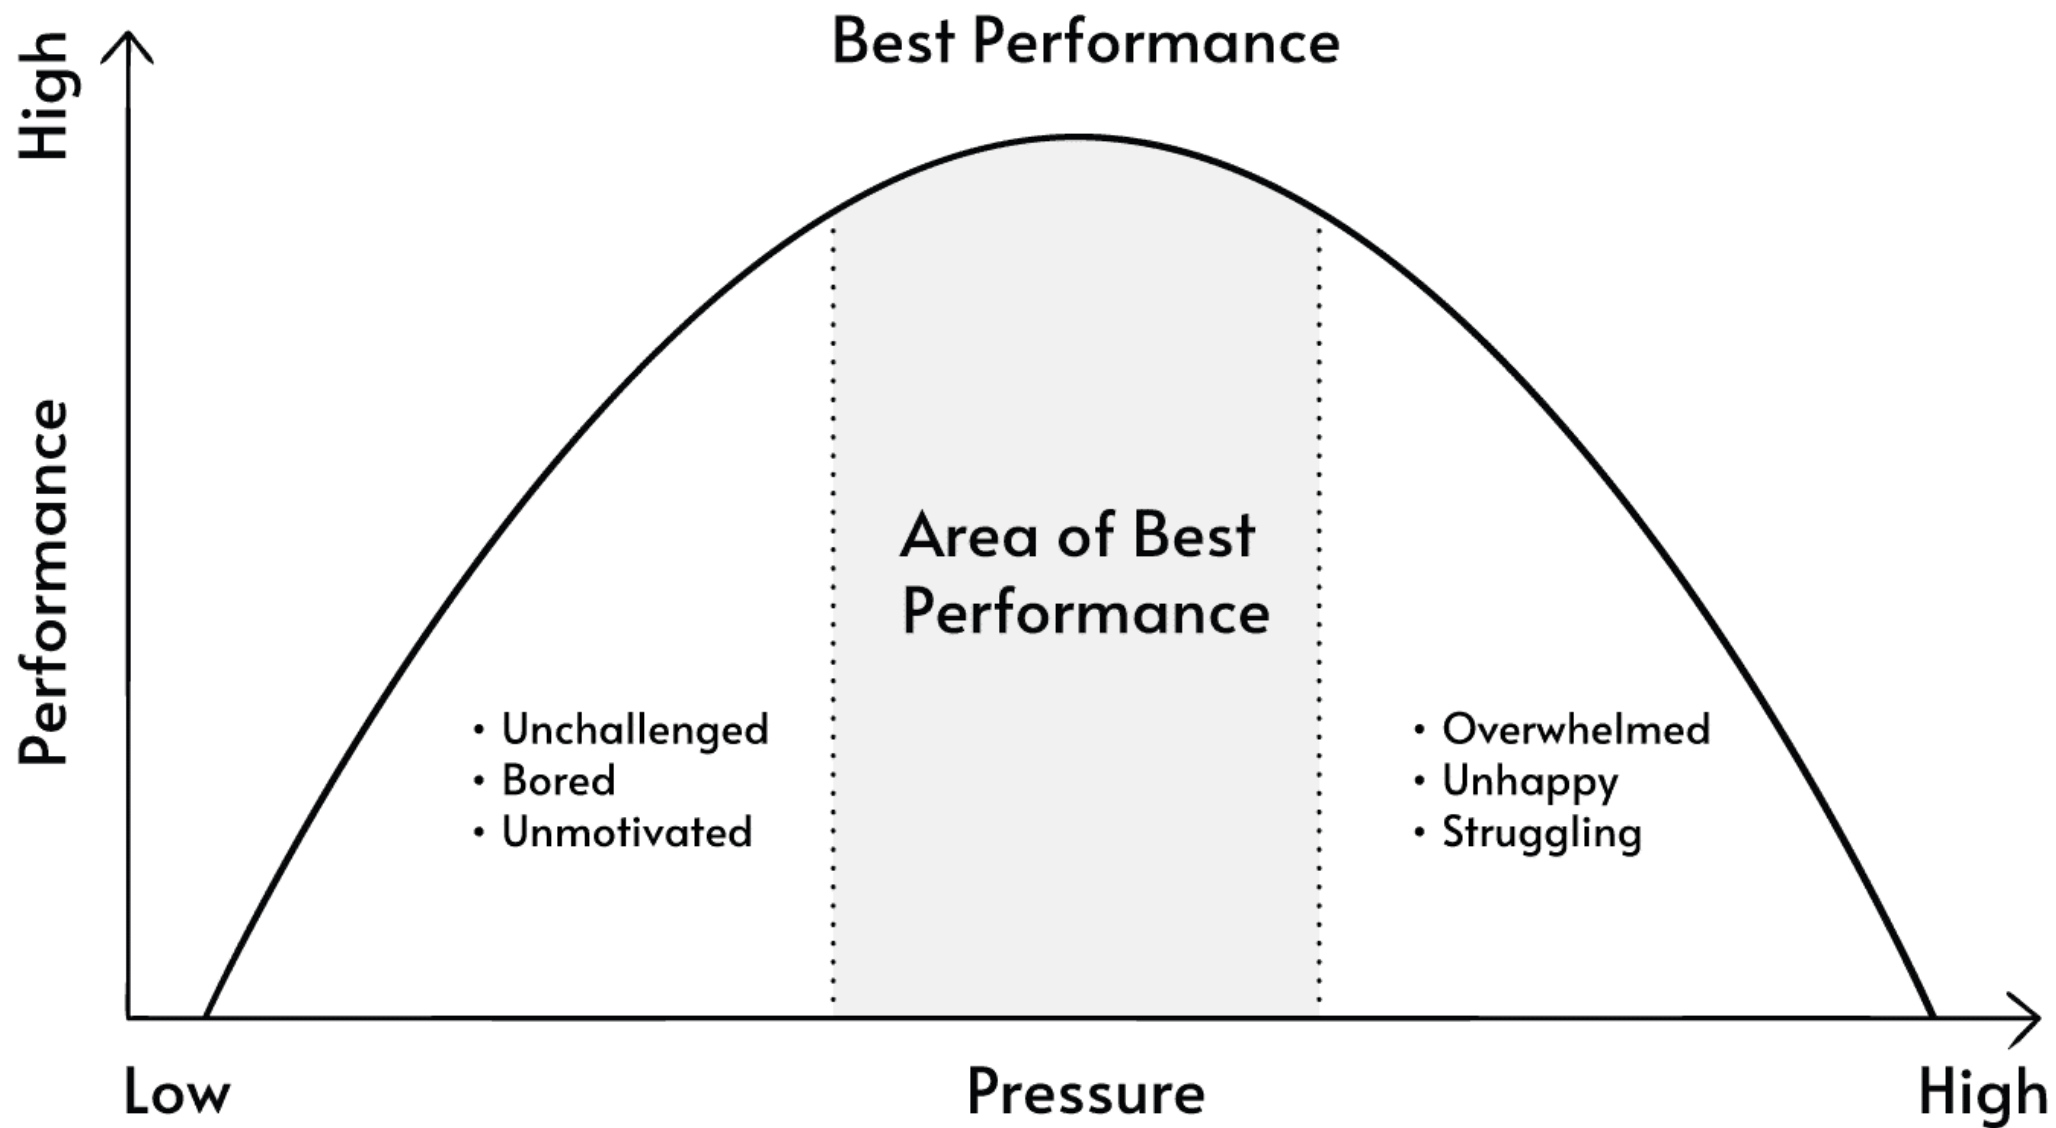 Best Performance
High
Performance
Area of Best
Performance
• Unchallenged
• Bored
• Unmotivated
• Overwhelmed
• Unhappy
• Struggling
Low
Pressure
High